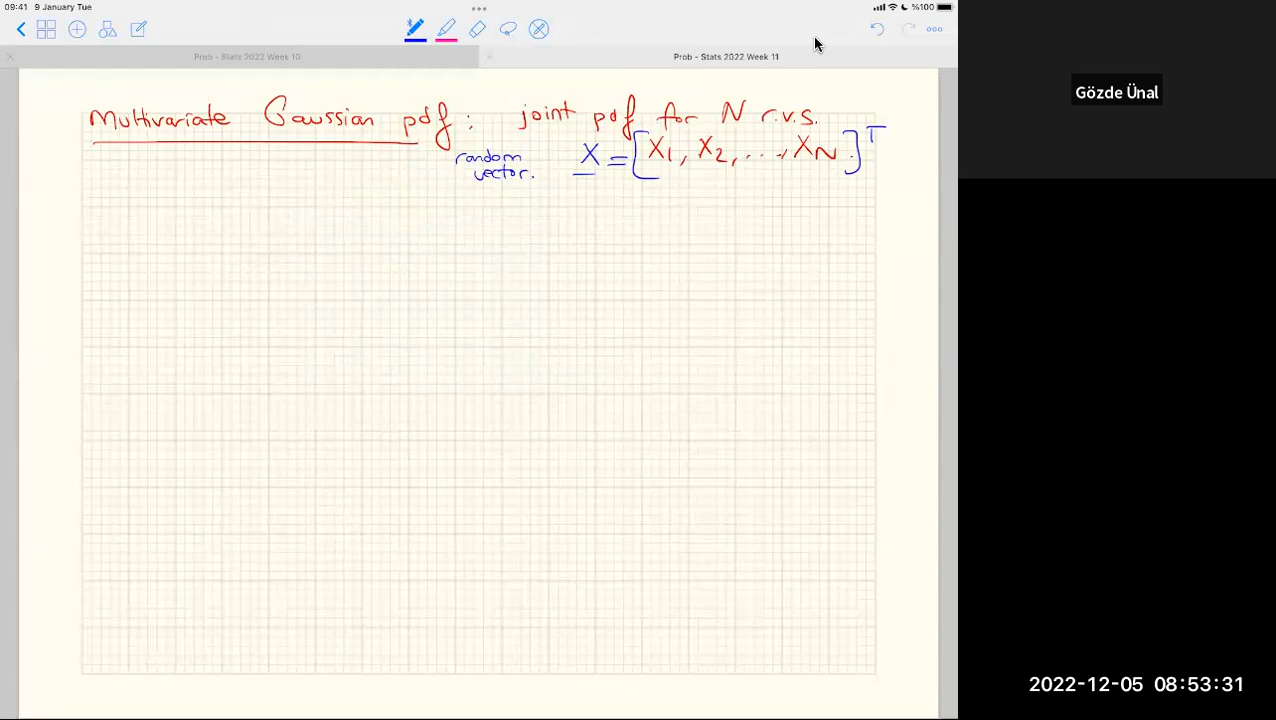 09:41 9 January Tue
%100
Prob - Stats 2022 Week 10
Prob - Stats 2022 Week 11
Multivariate Gaussian pdf: joint pdf for N r.v.s.
random vector. X = [X1, X2, ..., XN]^T
Gözde Ünal
2022-12-05 08:53:31